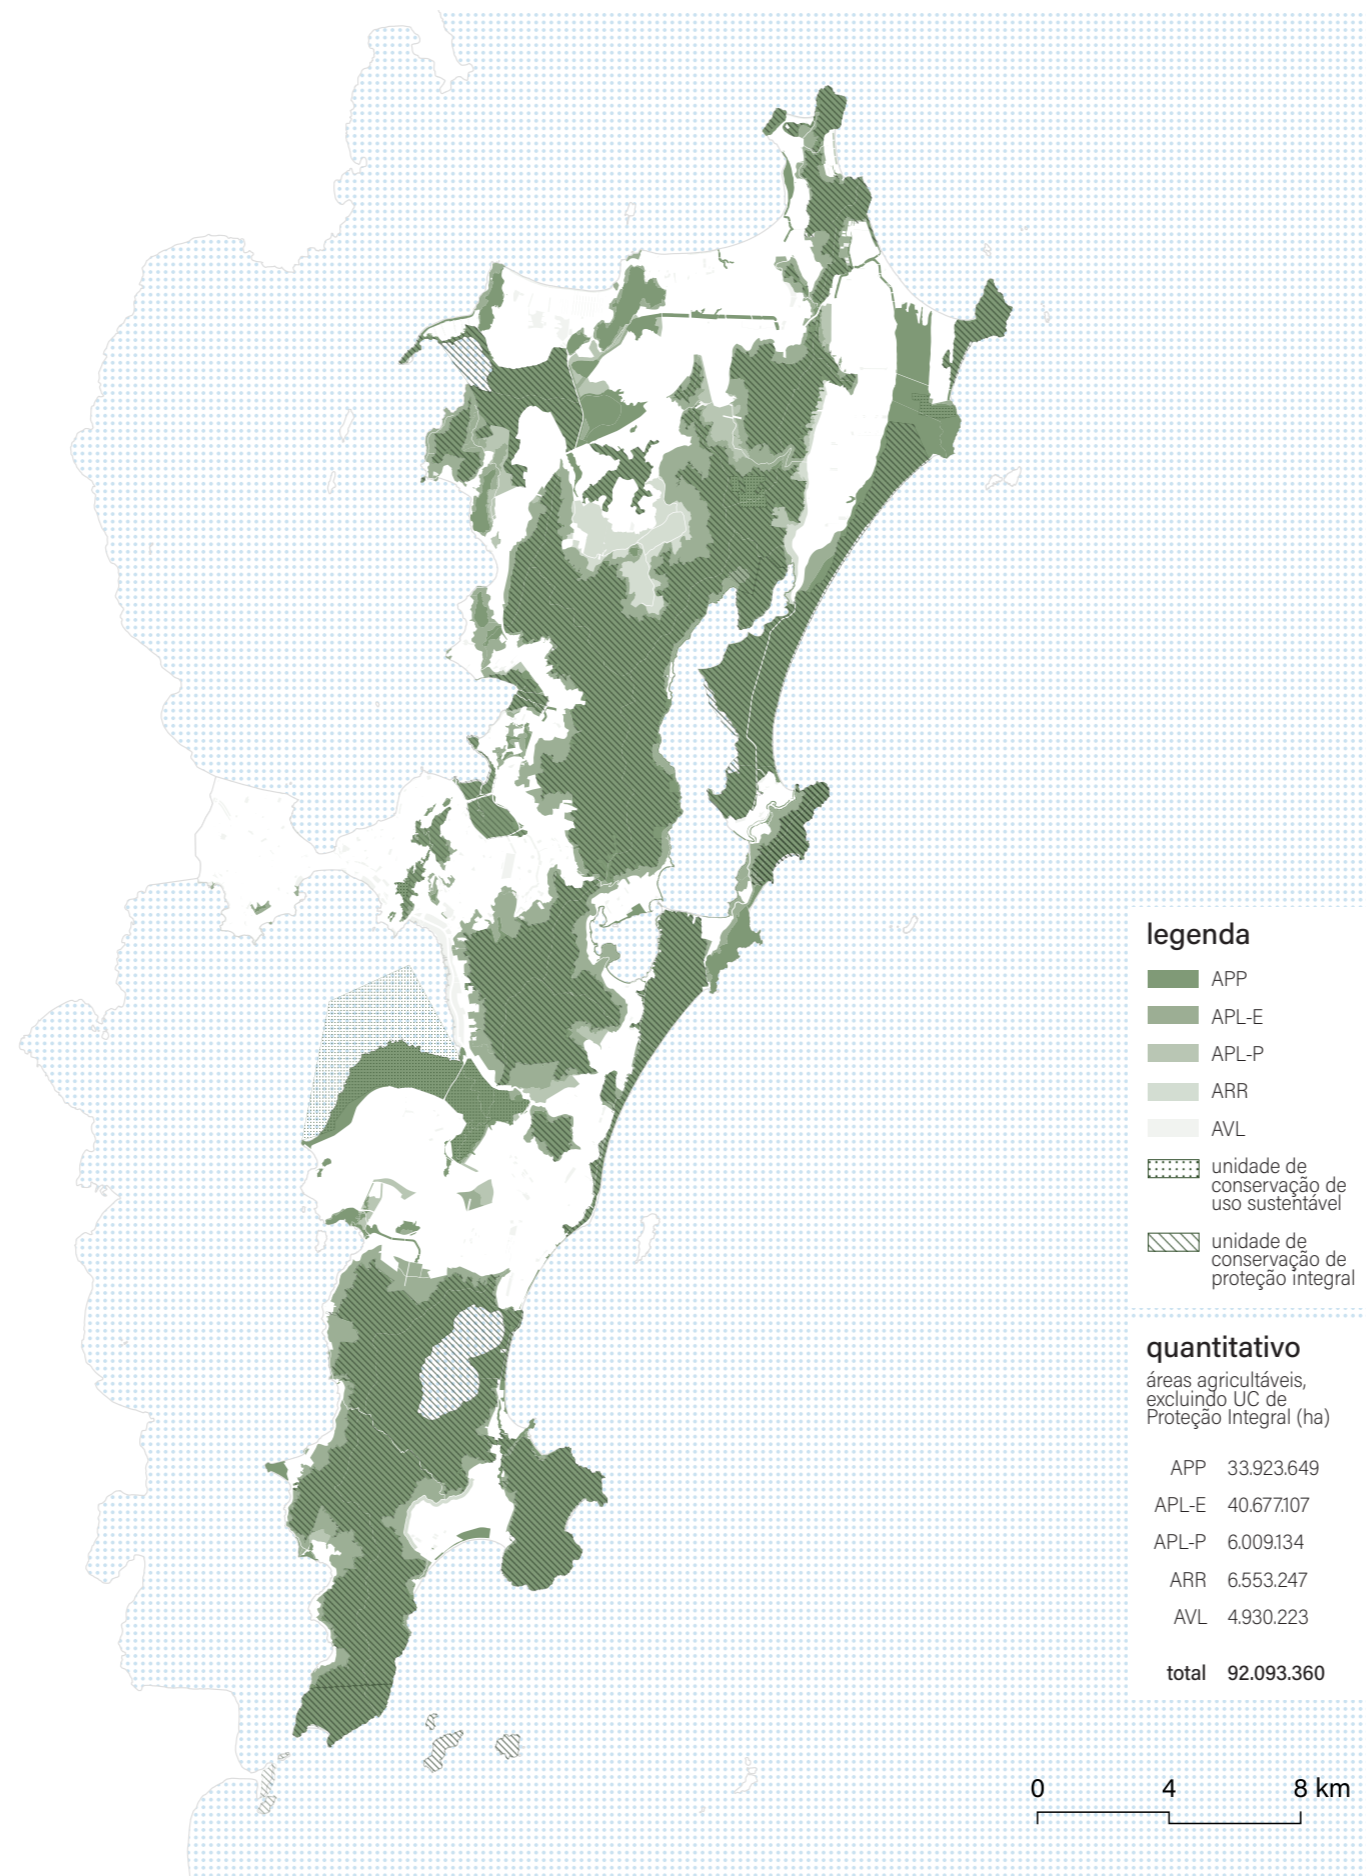 legenda
APP
APL-E
APL-P
ARR
AVL
unidade de
conservação de
uso sustentável
unidade de
conservação de
proteção integral
quantitativo
áreas agricultáveis,
excluindo UC de
Proteção Integral (ha)
APP 33.923.649
APL-E 40.677.107
APL-P 6.009.134
ARR 6.553.247
AVL 4.930.223
total 92.093.360
0 4 8 km